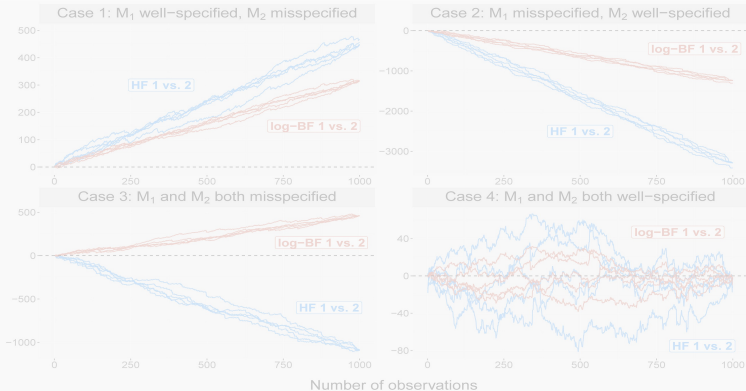 Case 1: M₁ well−specified, M₂ misspecified
500
400
300
200
100
0
HF 1 vs. 2
log−BF 1 vs. 2
0 250 500 750 1000
Case 2: M₁ misspecified, M₂ well−specified
0
−1000
−2000
−3000
log−BF 1 vs. 2
HF 1 vs. 2
0 250 500 750 1000
Case 3: M₁ and M₂ both misspecified
500
0
−500
−1000
log−BF 1 vs. 2
HF 1 vs. 2
0 250 500 750 1000
Case 4: M₁ and M₂ both well−specified
40
0
−40
−80
log−BF 1 vs. 2
HF 1 vs. 2
0 250 500 750 1000
Number of observations